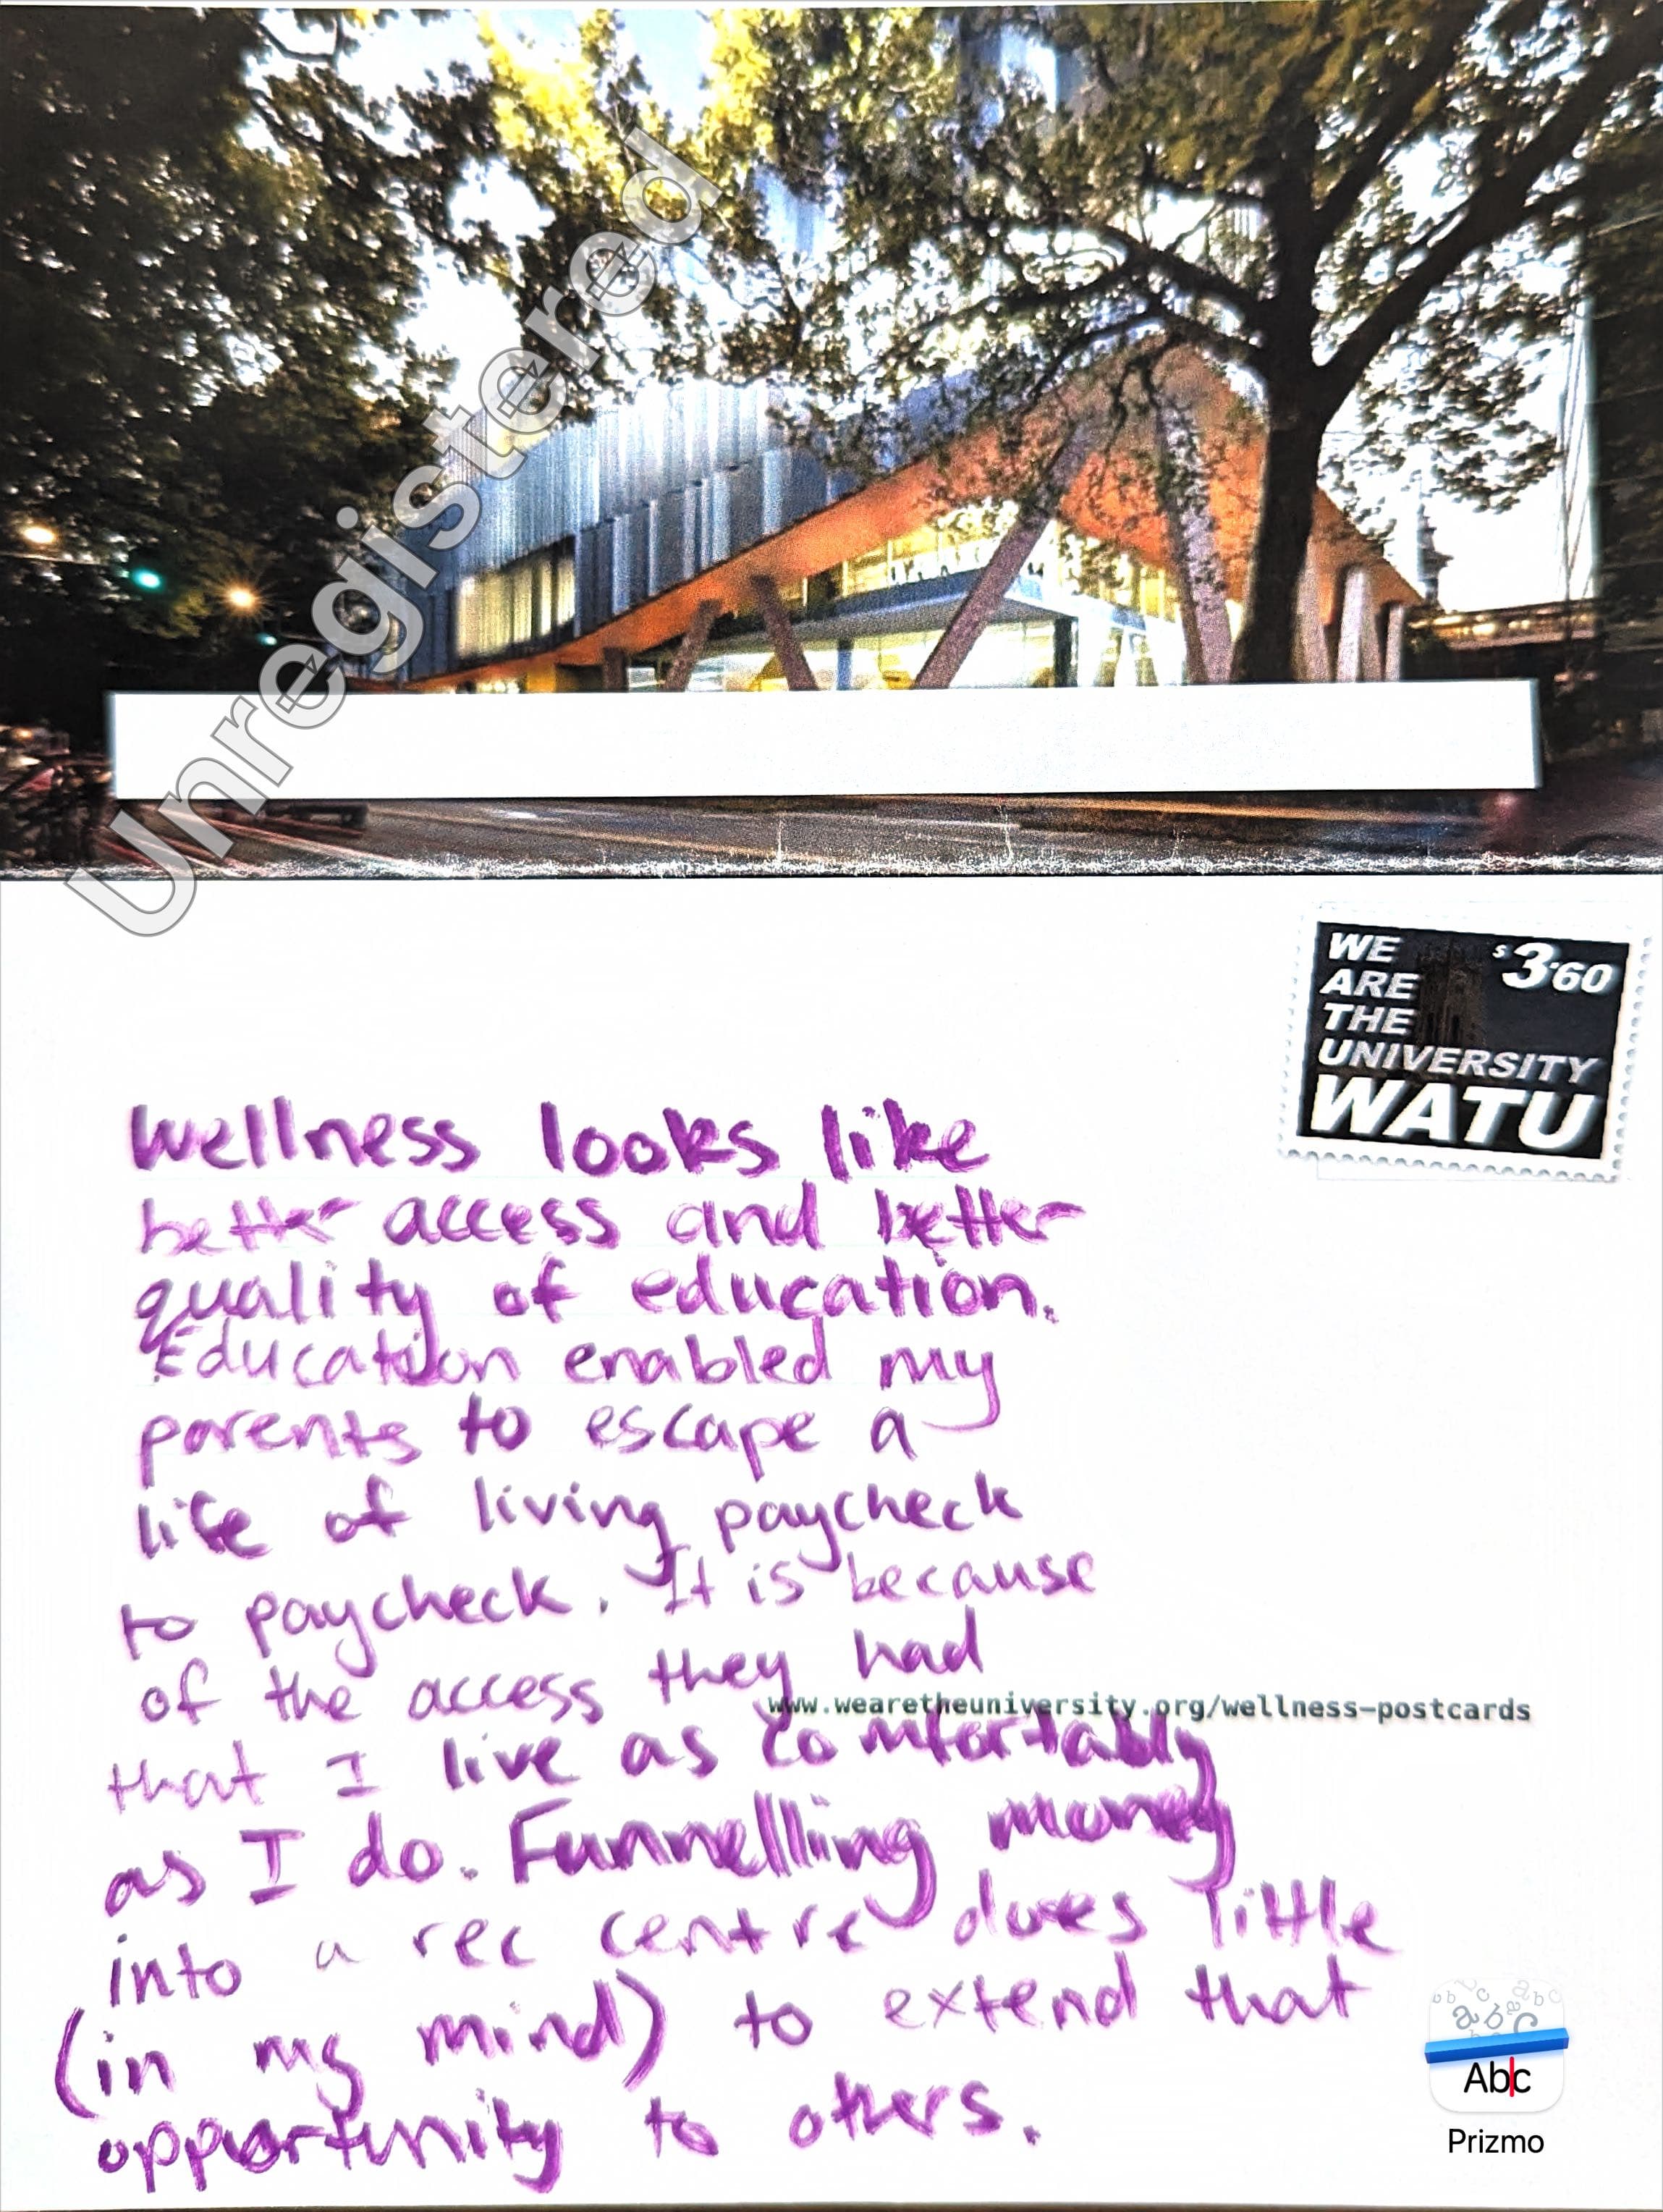 Unregistered
WE
ARE
THE
UNIVERSITY
WATU
$3.60
Wellness looks like
better access and better
quality of education.
Education enabled my
parents to escape a
life of living paycheck
to paycheck. It is because
of the access they had
www.wearetheuniversity.org/wellness-postcards
that I live as comfortably
as I do. Funnellling money
into a rec centre does little
(in my mind) to extend that
opportunity to others.
Abc
Prizmo